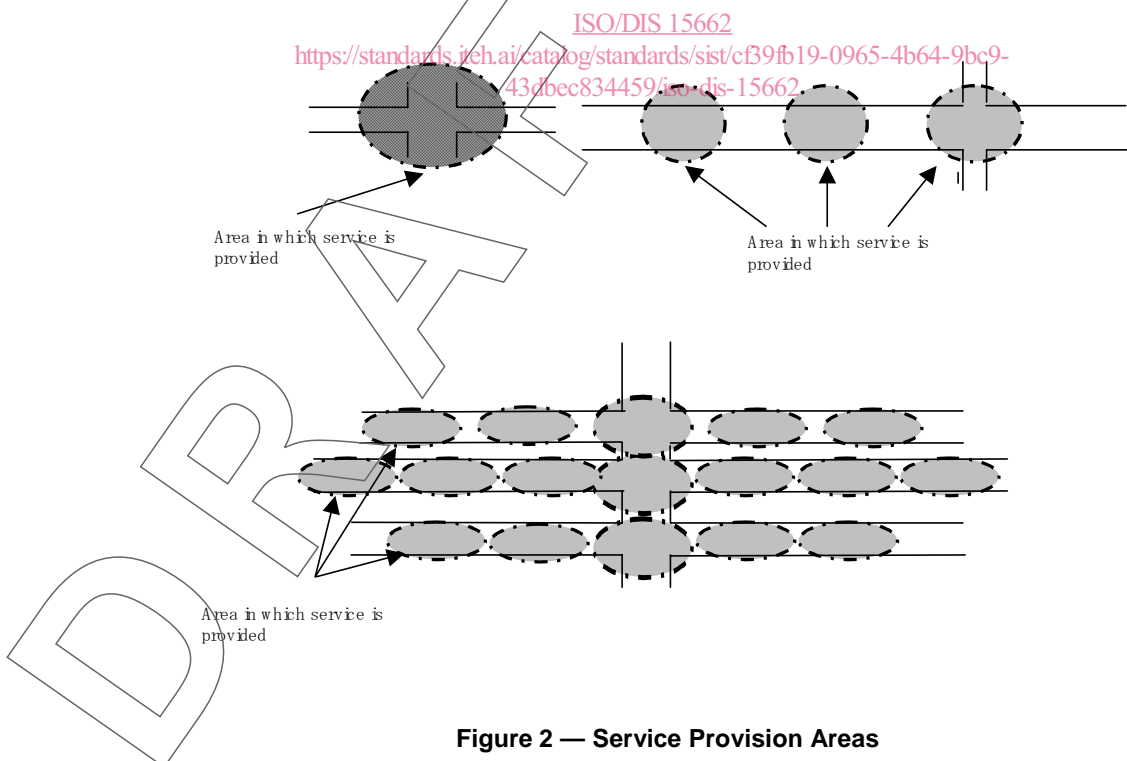 ISO/DIS 15662
https://standards.iteh.ai/catalog/standards/sist/cf39fb19-0965-4b64-9bc9-
43dbec834459/iso-dis-15662
Area in which service is
provided
Area in which service is
provided
Area in which service is
provided
DRAF
Figure 2 — Service Provision Areas